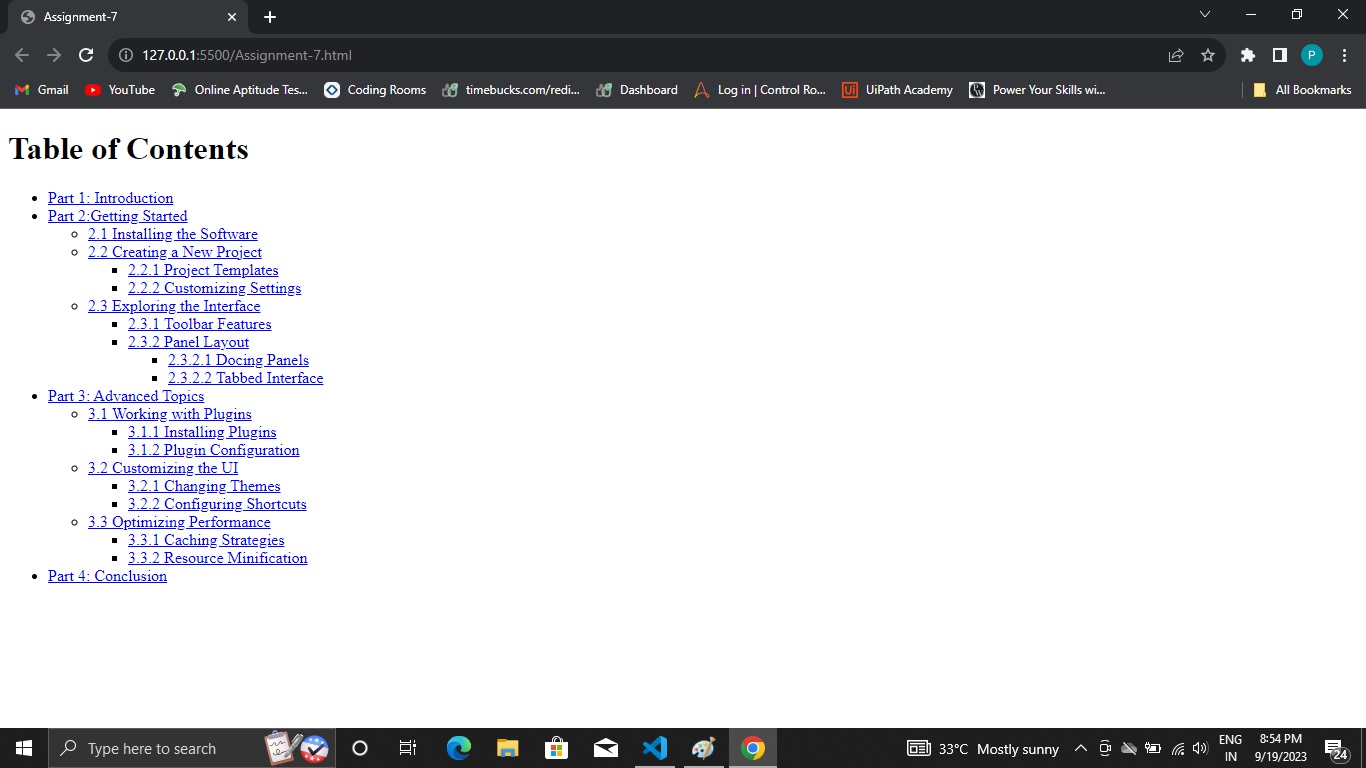 Assignment-7
127.0.0.1:5500/Assignment-7.html
P
Gmail YouTube Online Aptitude Tes... Coding Rooms timebucks.com/redi... Dashboard Log in | Control Ro... Ui UiPath Academy Power Your Skills wi... All Bookmarks
Table of Contents
Part 1: Introduction
Part 2:Getting Started
2.1 Installing the Software
2.2 Creating a New Project
2.2.1 Project Templates
2.2.2 Customizing Settings
2.3 Exploring the Interface
2.3.1 Toolbar Features
2.3.2 Panel Layout
2.3.2.1 Docing Panels
2.3.2.2 Tabbed Interface
Part 3: Advanced Topics
3.1 Working with Plugins
3.1.1 Installing Plugins
3.1.2 Plugin Configuration
3.2 Customizing the UI
3.2.1 Changing Themes
3.2.2 Configuring Shortcuts
3.3 Optimizing Performance
3.3.1 Caching Strategies
3.3.2 Resource Minification
Part 4: Conclusion
Type here to search
33°C Mostly sunny
ENG
IN
8:54 PM
9/19/2023
24